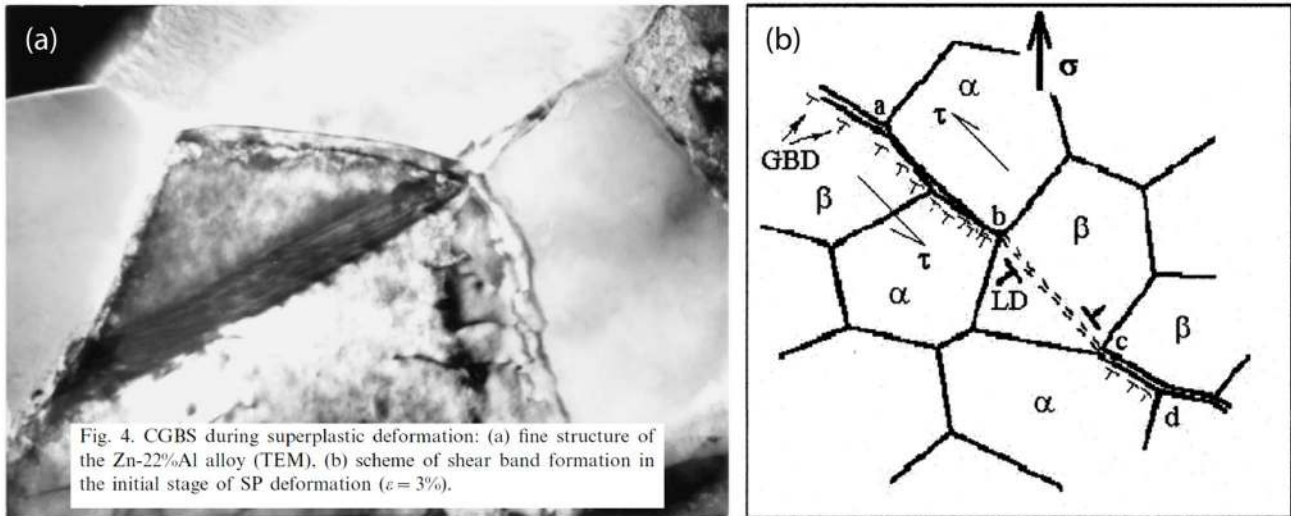 (a)
Fig. 4. CGBS during superplastic deformation: (a) fine structure of
the Zn-22%Al alloy (TEM), (b) scheme of shear band formation in
the initial stage of SP deformation (ε = 3%).
(b)
σ
α
a
τ
GBD
β
b
β
τ
α
LD
c
β
α
d